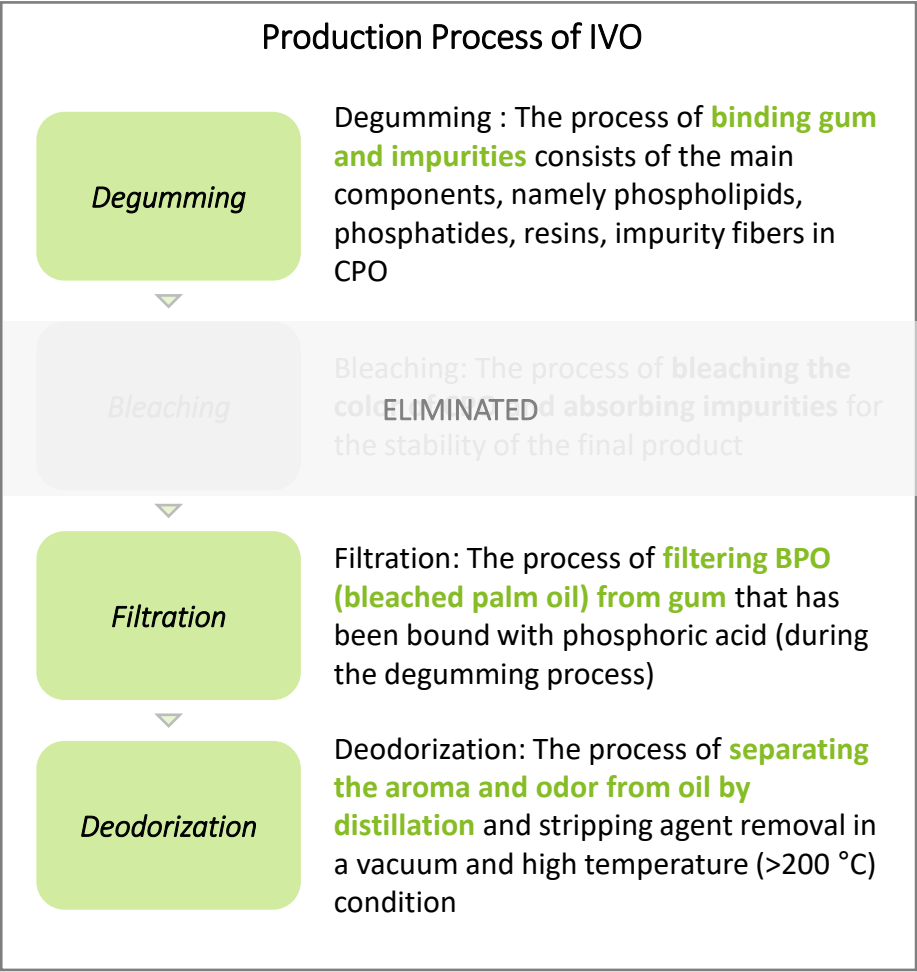 Production Process of IVO
Degumming
Degumming : The process of binding gum
and impurities consists of the main
components, namely phospholipids,
phosphatides, resins, impurity fibers in
CPO
Bleaching
Bleaching: The process of bleaching the
color of CPO and absorbing impurities for
the stability of the final product
ELIMINATED
Filtration
Filtration: The process of filtering BPO
(bleached palm oil) from gum that has
been bound with phosphoric acid (during
the degumming process)
Deodorization
Deodorization: The process of separating
the aroma and odor from oil by
distillation and stripping agent removal in
a vacuum and high temperature (>200 °C)
condition